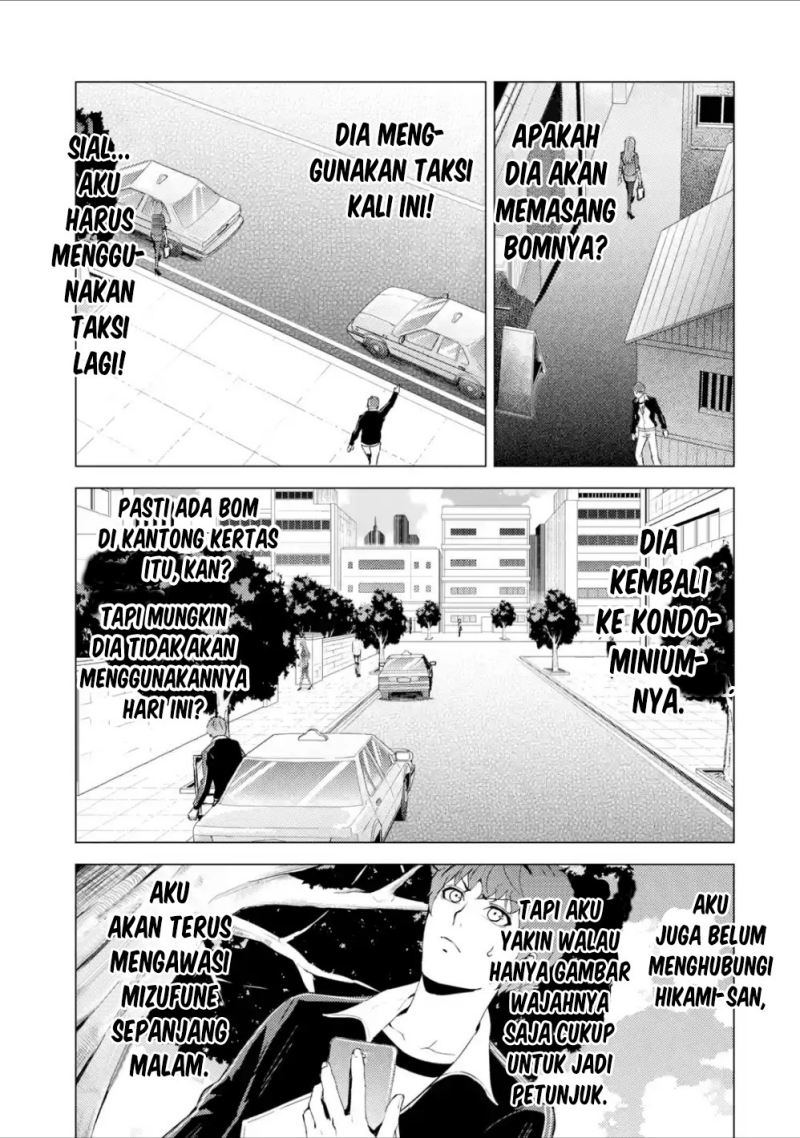 APAKAH
DIA AKAN
MEMASANG
BOMNYA?
DIA MENG-
GUNAKAN TAKSI
KALI INI!
SIAL...
AKU
HARUS
MENGGU-
NAKAN
TAKSI
LAGI!
DIA
KEMBALI
KE KONDO-
MINIUM-
NYA.
PASTI ADA BOM
DI KANTONG KERTAS
ITU, KAN?
TAPI MUNGKIN
DIA TIDAK AKAN
MENGGUNAKANNYA
HARI INI?
AKU
JUGA BELUM
MENGHUBUNGI
HIKAMI-SAN,
TAPI AKU
YAKIN WALAU
HANYA GAMBAR
WAJAHNYA
SAJA CUKUP
UNTUK JADI
PETUNJUK.
AKU
AKAN TERUS
MENGAWASI
MIZUFUNE
SEPANJANG
MALAM.